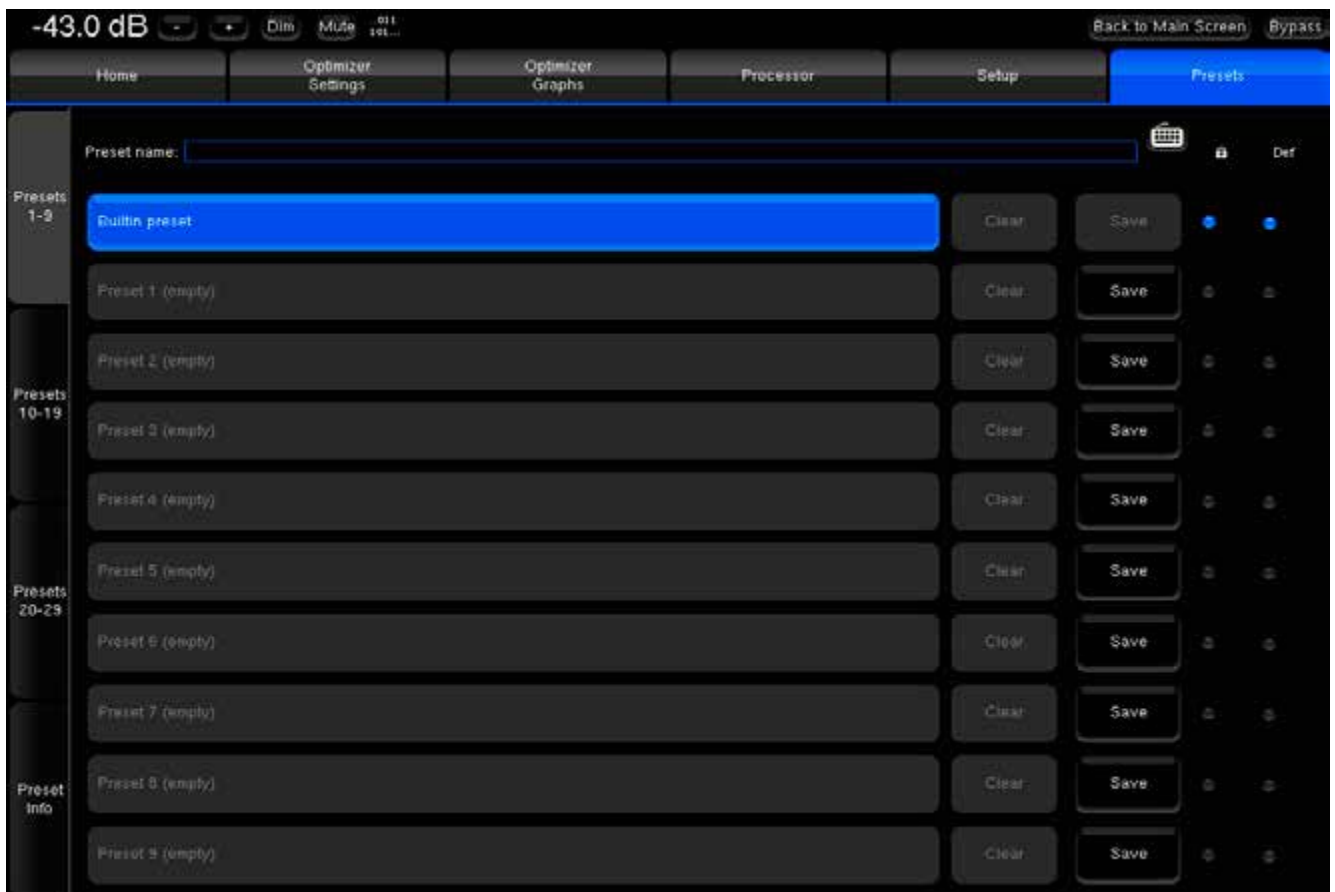 -43.0 dB - + Dim Mute 011 101... Back to Main Screen Bypass
Home Optimizer Settings Optimizer Graphs Processor Setup Presets
Preset name: Def
Presets 1-9
Builtin preset Clear Save
Preset 1 (empty) Clear Save
Preset 2 (empty) Clear Save
Presets 10-19
Preset 3 (empty) Clear Save
Preset 4 (empty) Clear Save
Preset 5 (empty) Clear Save
Presets 20-29
Preset 6 (empty) Clear Save
Preset 7 (empty) Clear Save
Preset 8 (empty) Clear Save
Preset Info
Preset 9 (empty) Clear Save